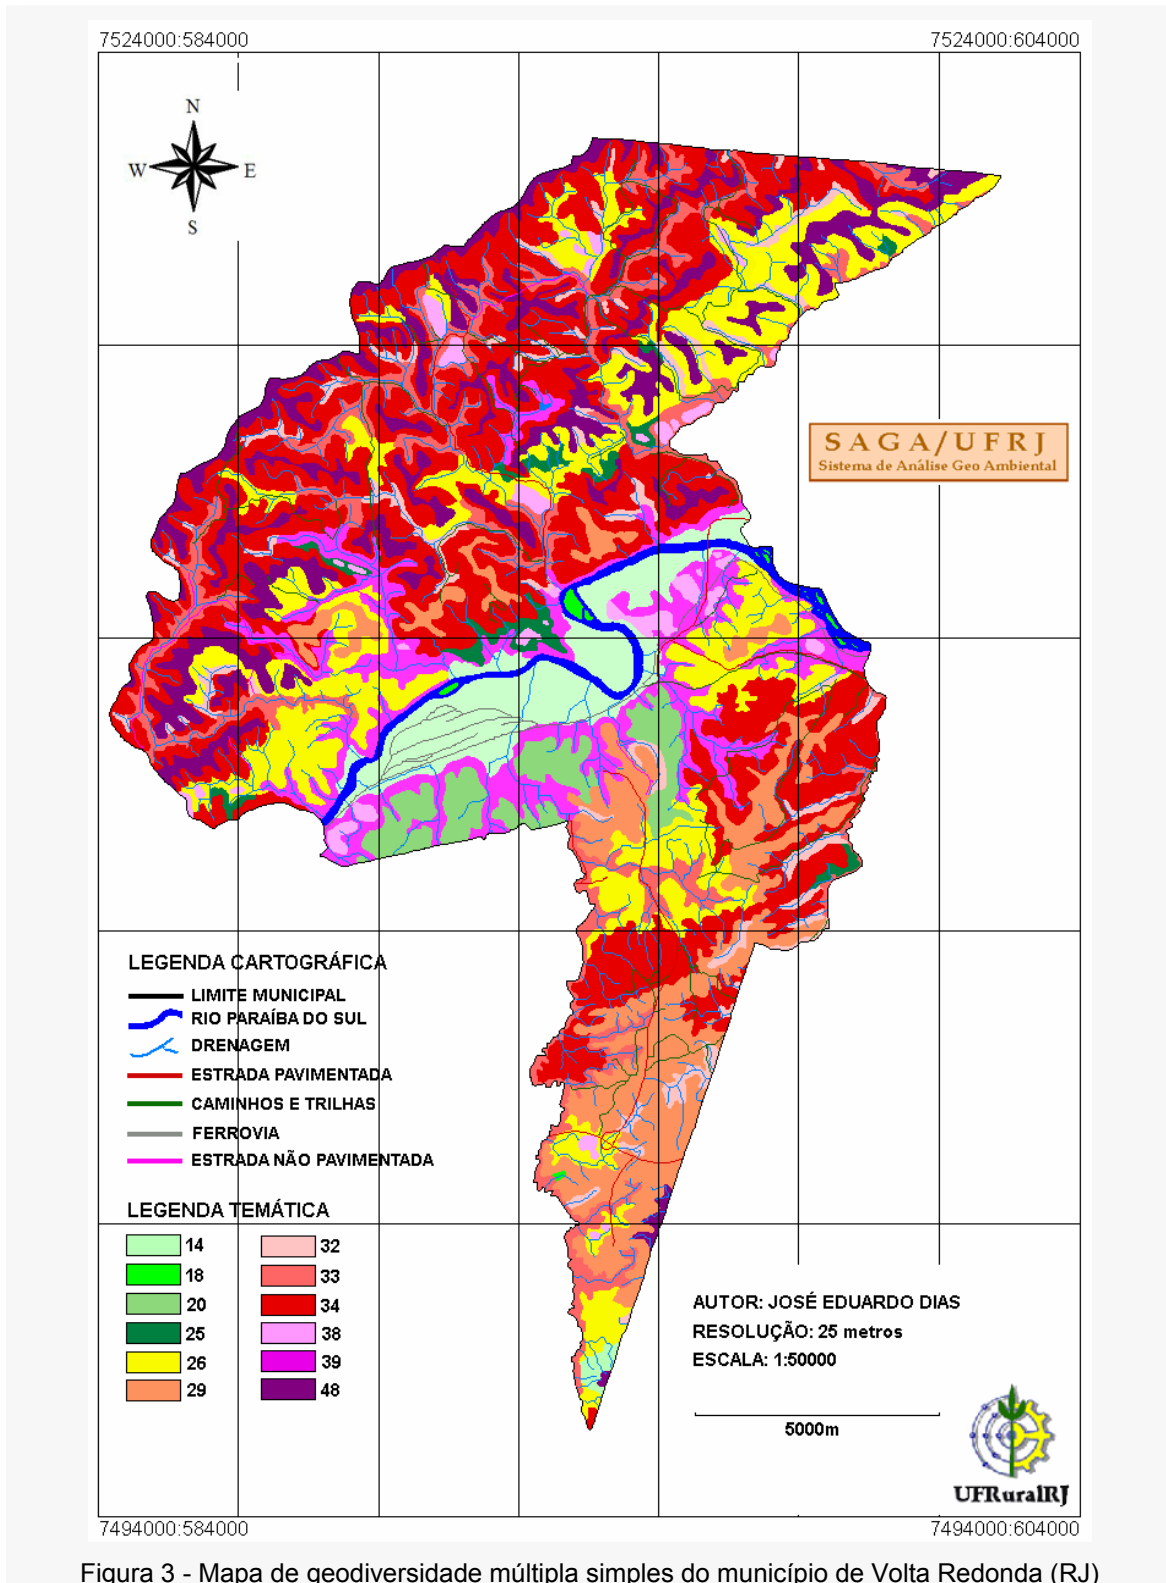 7524000:584000 7524000:604000
N
W E
S
SAGA/UFRJ
Sistema de Análise Geo Ambiental
LEGENDA CARTOGRÁFICA
LIMITE MUNICIPAL
RIO PARAÍBA DO SUL
DRENAGEM
ESTRADA PAVIMENTADA
CAMINHOS E TRILHAS
FERROVIA
ESTRADA NÃO PAVIMENTADA
LEGENDA TEMÁTICA
14 32
18 33
20 34
25 38
26 39
29 48
AUTOR: JOSÉ EDUARDO DIAS
RESOLUÇÃO: 25 metros
ESCALA: 1:50000
5000m
UFRuralRJ
7494000:584000 7494000:604000
Figura 3 - Mapa de geodiversidade múltipla simples do município de Volta Redonda (RJ)